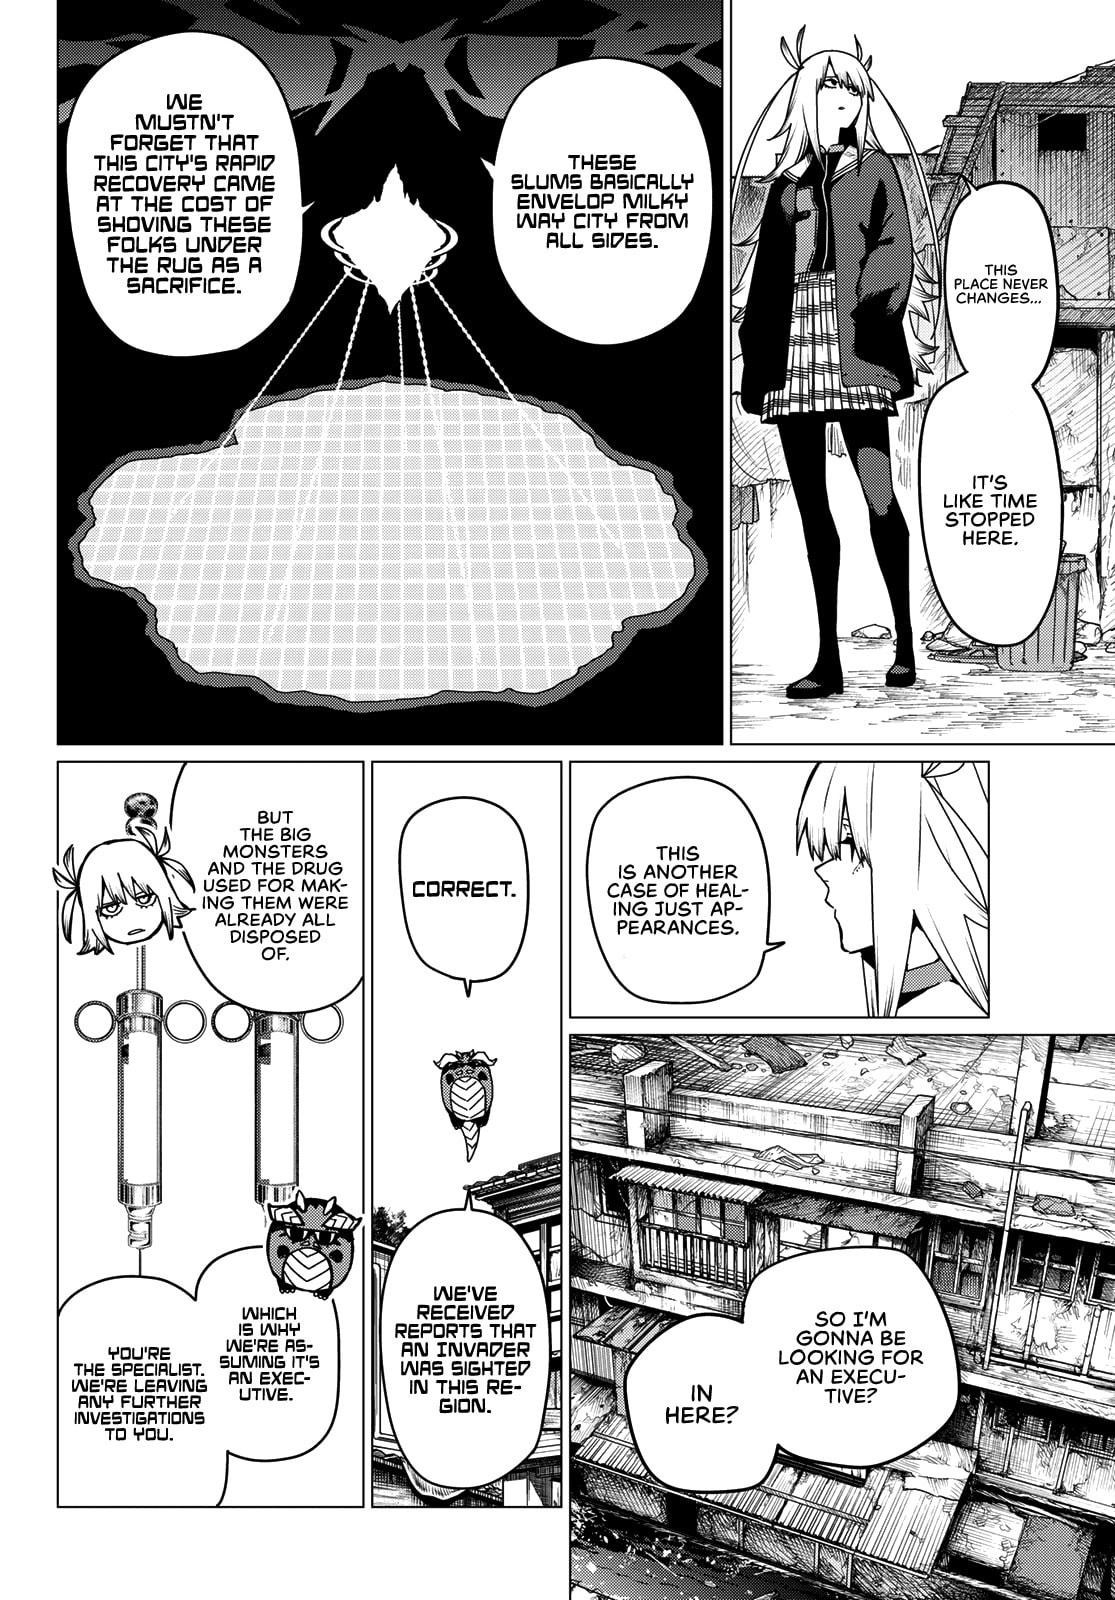 THIS
PLACE NEVER
CHANGES...
IT'S
LIKE TIME
STOPPED
HERE.
THESE
SLUMS BASICALLY
ENVELOP MILKY
WAY CITY FROM
ALL SIDES.
WE
MUSTN'T
FORGET THAT
THIS CITY'S RAPID
RECOVERY CAME
AT THE COST OF
SHOVING THESE
FOLKS UNDER
THE RUG AS A
SACRIFICE.
THIS
IS ANOTHER
CASE OF HEAL-
ING JUST AP-
PEARANCES.
SO I'M
GONNA BE
LOOKING FOR
AN EXECU-
TIVE?
IN
HERE?
CORRECT.
WE'VE
RECEIVED
REPORTS THAT
AN INVADER
WAS SIGHTED
IN THIS RE-
GION.
BUT
THE BIG
MONSTERS
AND THE DRUG
USED FOR MAK-
ING THEM WERE
ALREADY ALL
DISPOSED
OF.
WHICH
IS WHY
WE'RE AS-
SUMING IT'S
AN EXEC-
UTIVE.
YOU'RE
THE SPECIALIST.
WE'RE LEAVING
ANY FURTHER
INVESTIGATIONS
TO YOU.